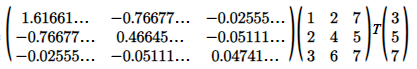 = ( 1.61661… −0.76677… −0.02555… ) ( 1 2 7 ) T ( 3 )
( −0.76677… 0.46645… −0.05111… ) ( 2 4 5 ) ( 5 )
( −0.02555… −0.05111… 0.04741… ) ( 3 6 7 ) ( 7 )